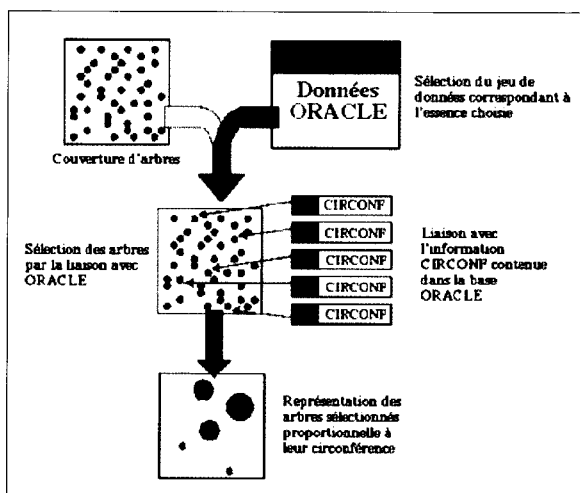 Données
ORACLE
Sélection du jeu de
données correspondant à
l'essence choisie
Couverture d'arbres
Sélection des arbres
par la liaison avec
ORACLE
CIRCONF
CIRCONF
CIRCONF
CIRCONF
CIRCONF
Liaison avec
l'information
CIRCONF contenue
dans la base
ORACLE
Représentation des
arbres sélectionnés
proportionnelle à
leur circonférence